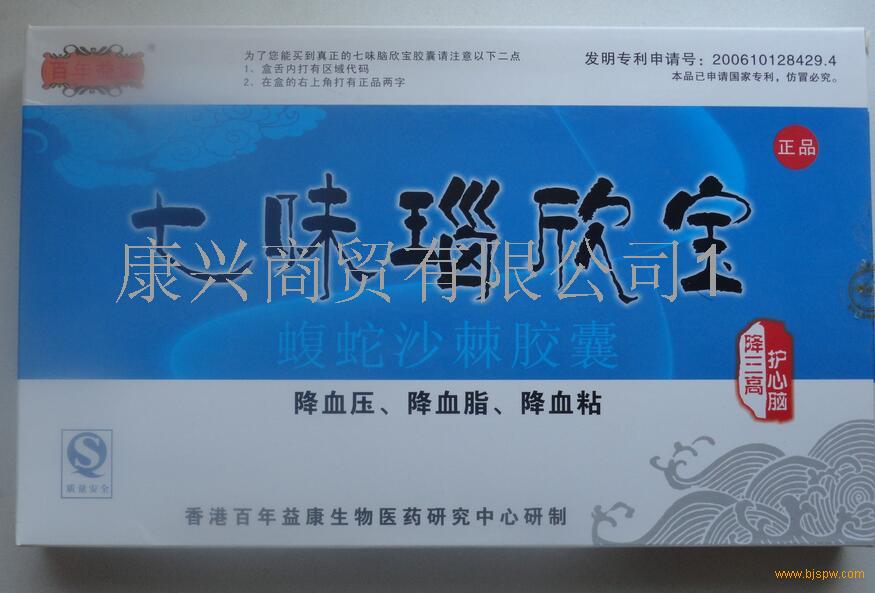 百年益康
®
为了您能买到真正的七味脑欣宝胶囊请注意以下二点
1、盒舌内打有区域代码
2、在盒的右上角打有正品两字
发明专利申请号：200610128429.4
本品已申请国家专利，仿冒必究。
正品
七味瑙欣宝
康兴商贸有限公司1
蝮蛇沙棘胶囊
降三高
护心脑
降血压、降血脂、降血粘
质量安全
香港百年益康生物医药研究中心研制
www.bjspw.com